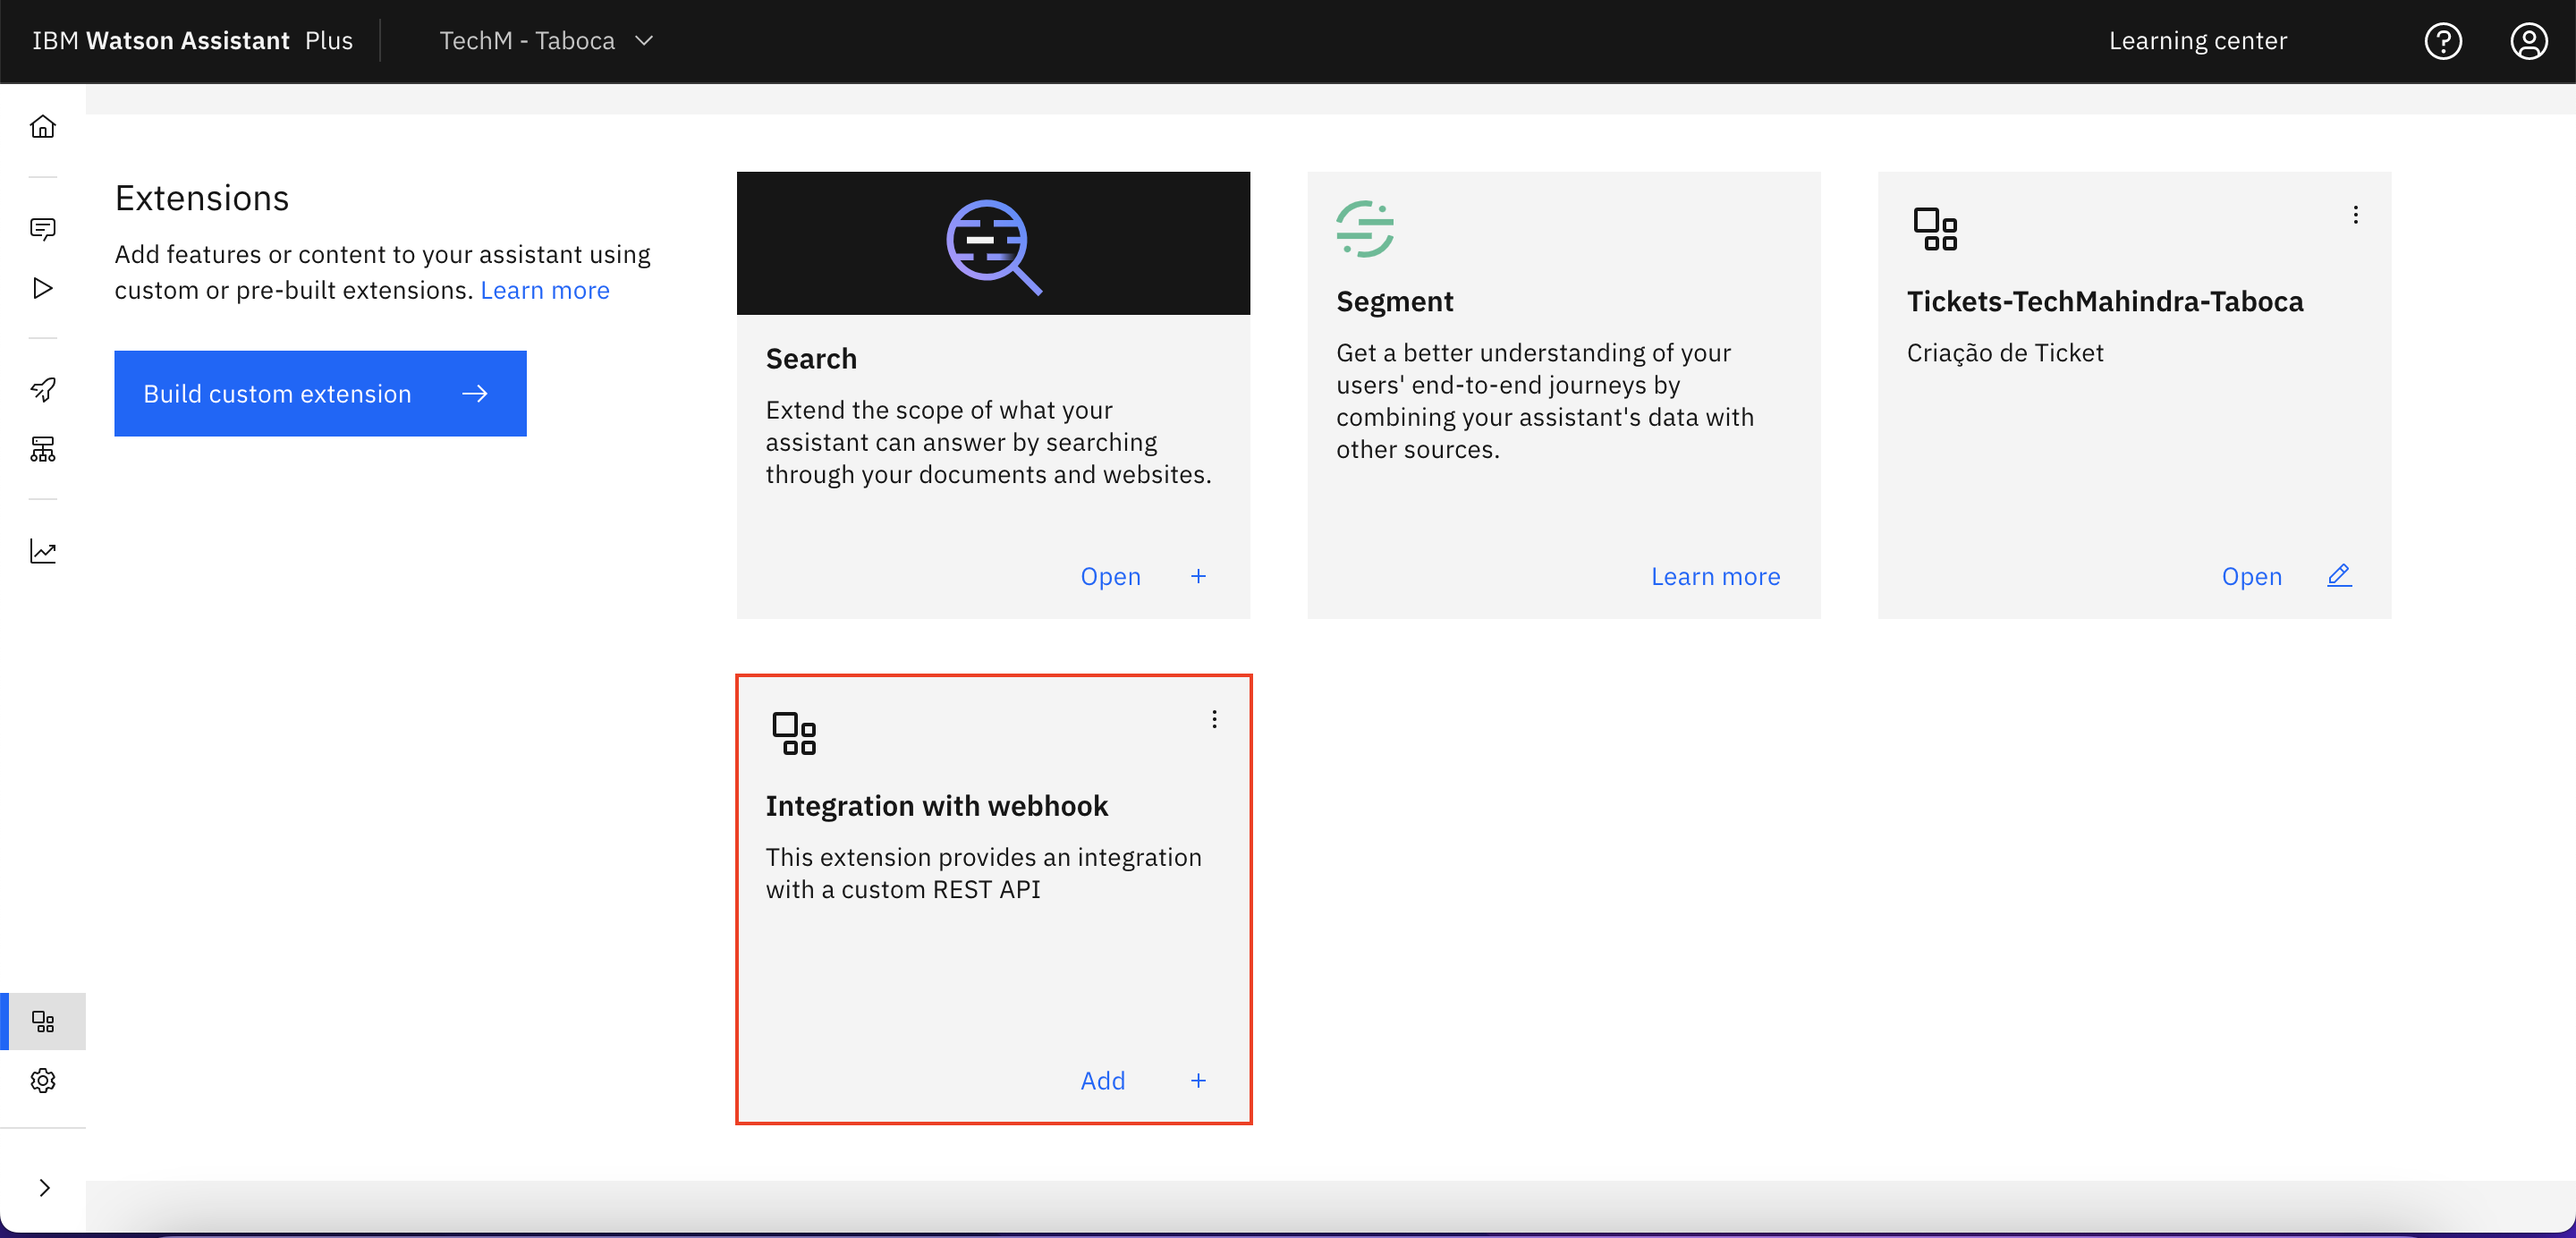 IBM Watson Assistant Plus
TechM - Taboca
Learning center
Extensions
Add features or content to your assistant using
custom or pre-built extensions. Learn more
Build custom extension
Search
Extend the scope of what your
assistant can answer by searching
through your documents and websites.
Open +
Segment
Get a better understanding of your
users' end-to-end journeys by
combining your assistant's data with
other sources.
Learn more
Tickets-TechMahindra-Taboca
Criação de Ticket
Open
Integration with webhook
This extension provides an integration
with a custom REST API
Add +